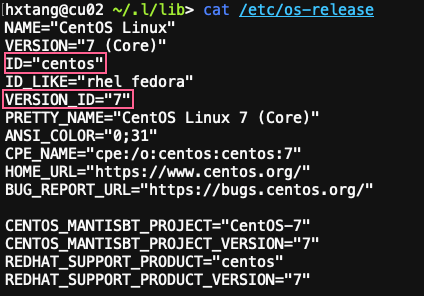 hxtang@cu02 ~/.l/lib> cat /etc/os-release
NAME="CentOS Linux"
VERSION="7 (Core)"
ID="centos"
ID_LIKE="rhel fedora"
VERSION_ID="7"
PRETTY_NAME="CentOS Linux 7 (Core)"
ANSI_COLOR="0;31"
CPE_NAME="cpe:/o:centos:centos:7"
HOME_URL="https://www.centos.org/"
BUG_REPORT_URL="https://bugs.centos.org/"

CENTOS_MANTISBT_PROJECT="CentOS-7"
CENTOS_MANTISBT_PROJECT_VERSION="7"
REDHAT_SUPPORT_PRODUCT="centos"
REDHAT_SUPPORT_PRODUCT_VERSION="7"